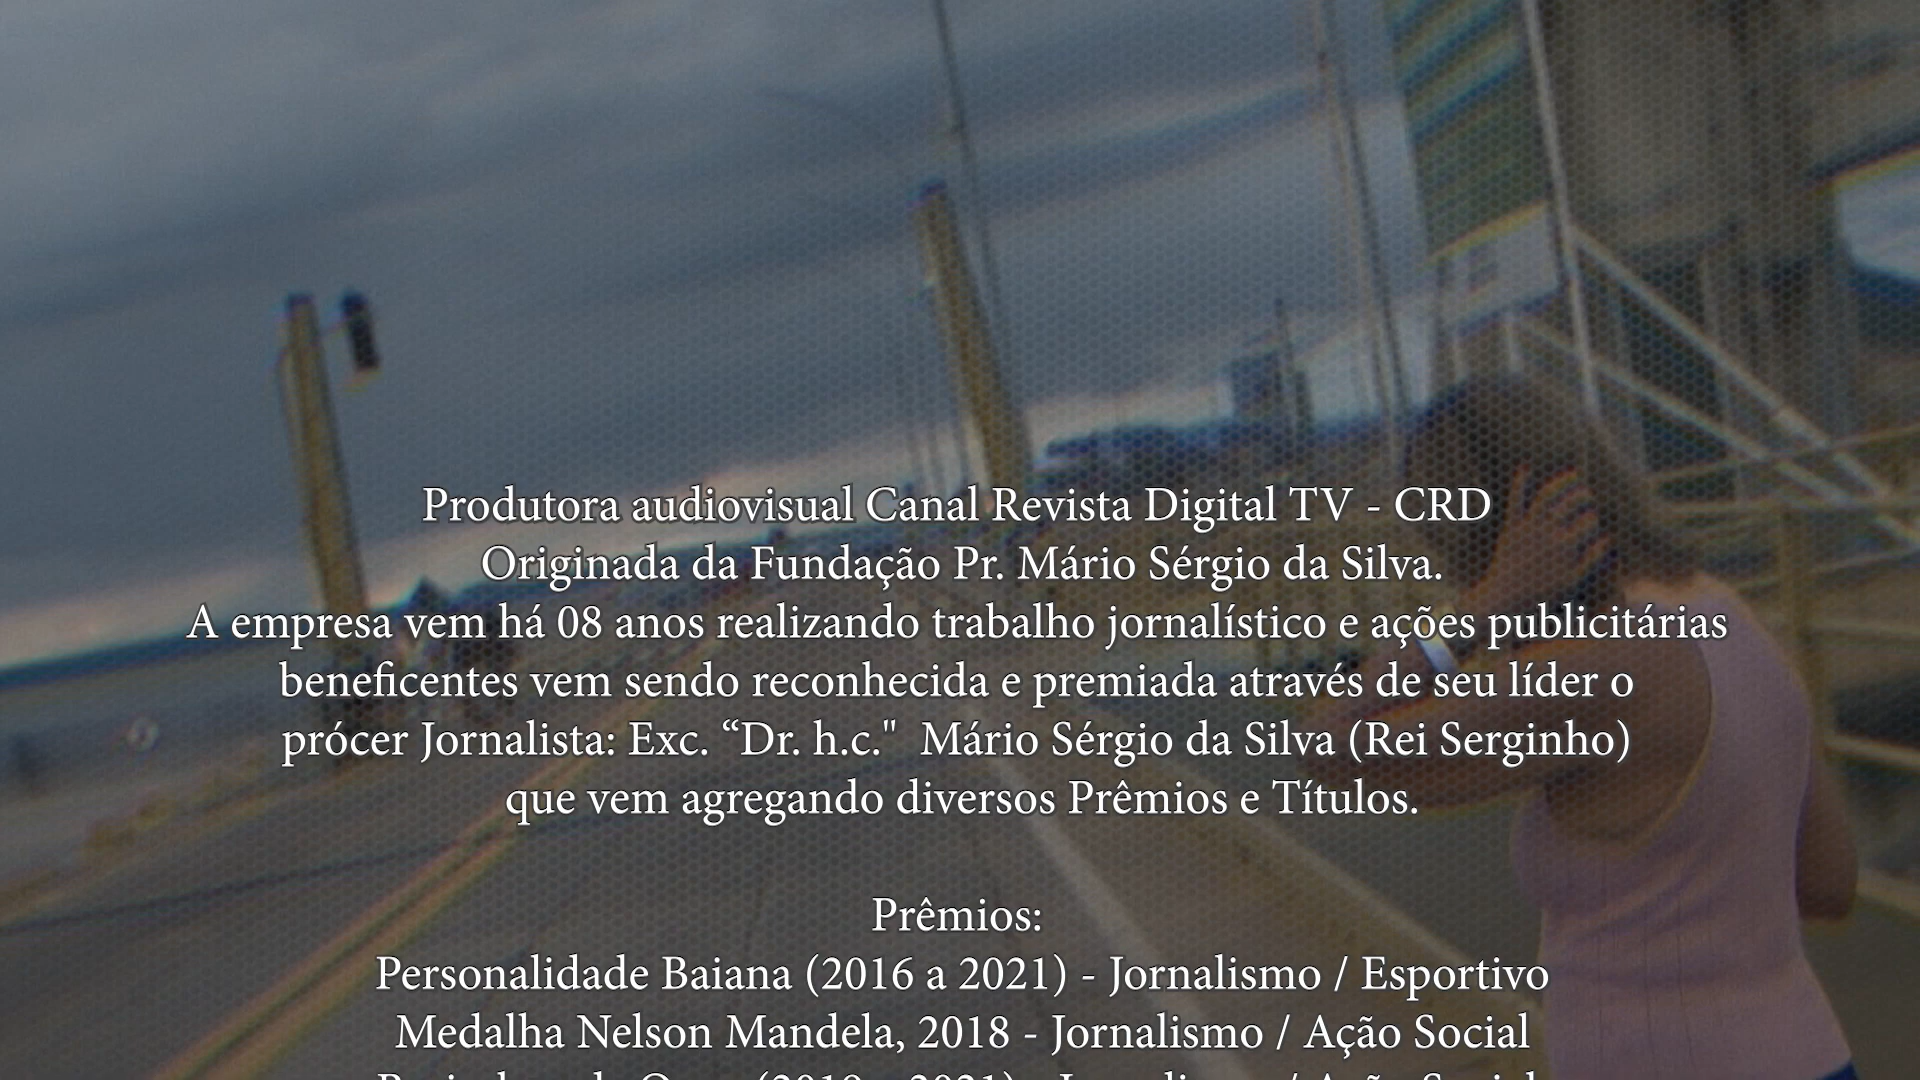 Produtora audiovisual Canal Revista Digital TV - CRD
Originada da Fundação Pr. Mário Sérgio da Silva.
A empresa vem há 08 anos realizando trabalho jornalístico e ações publicitárias
beneficentes vem sendo reconhecida e premiada através de seu líder o
prócer Jornalista: Exc. “Dr. h.c."  Mário Sérgio da Silva (Rei Serginho)
que vem agregando diversos Prêmios e Títulos.
Prêmios:
Personalidade Baiana (2016 a 2021) - Jornalismo / Esportivo
Medalha Nelson Mandela, 2018 - Jornalismo / Ação Social